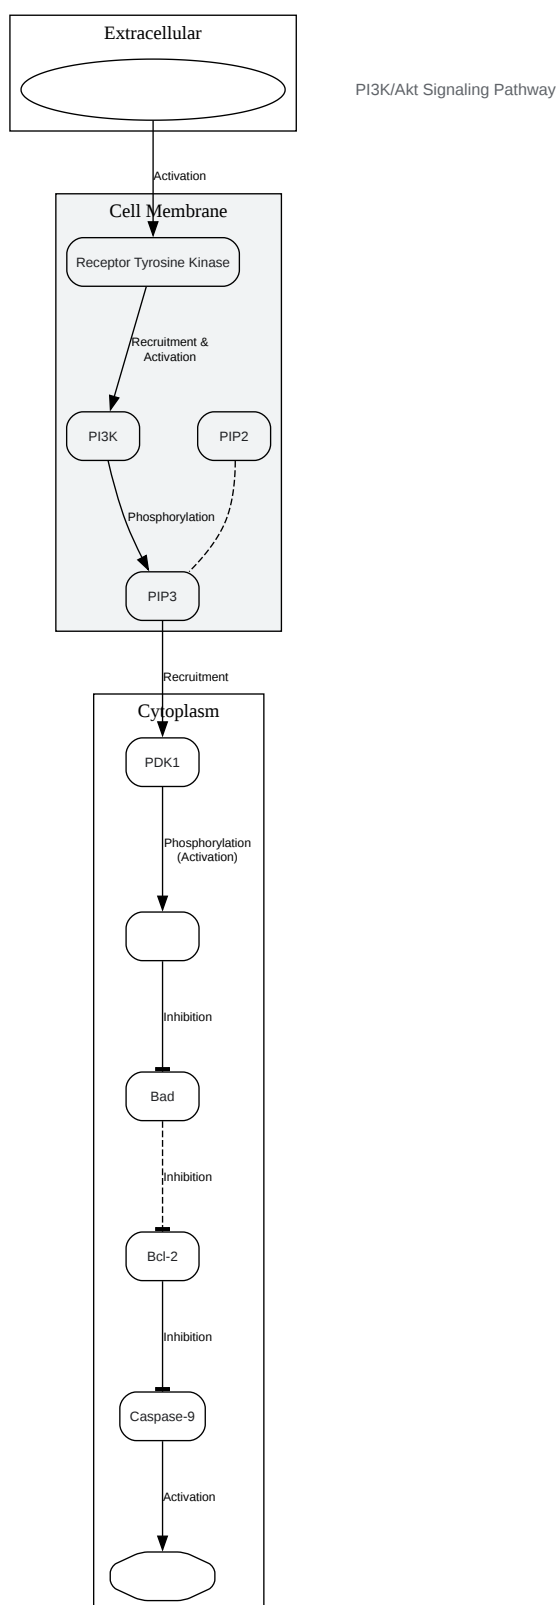 Extracellular
PI3K/Akt Signaling Pathway
Activation
Cell Membrane
Receptor Tyrosine Kinase
Recruitment &
Activation
PI3K
PIP2
Phosphorylation
PIP3
Recruitment
Cytoplasm
PDK1
Phosphorylation
(Activation)
Inhibition
Bad
Inhibition
Bcl-2
Inhibition
Caspase-9
Activation